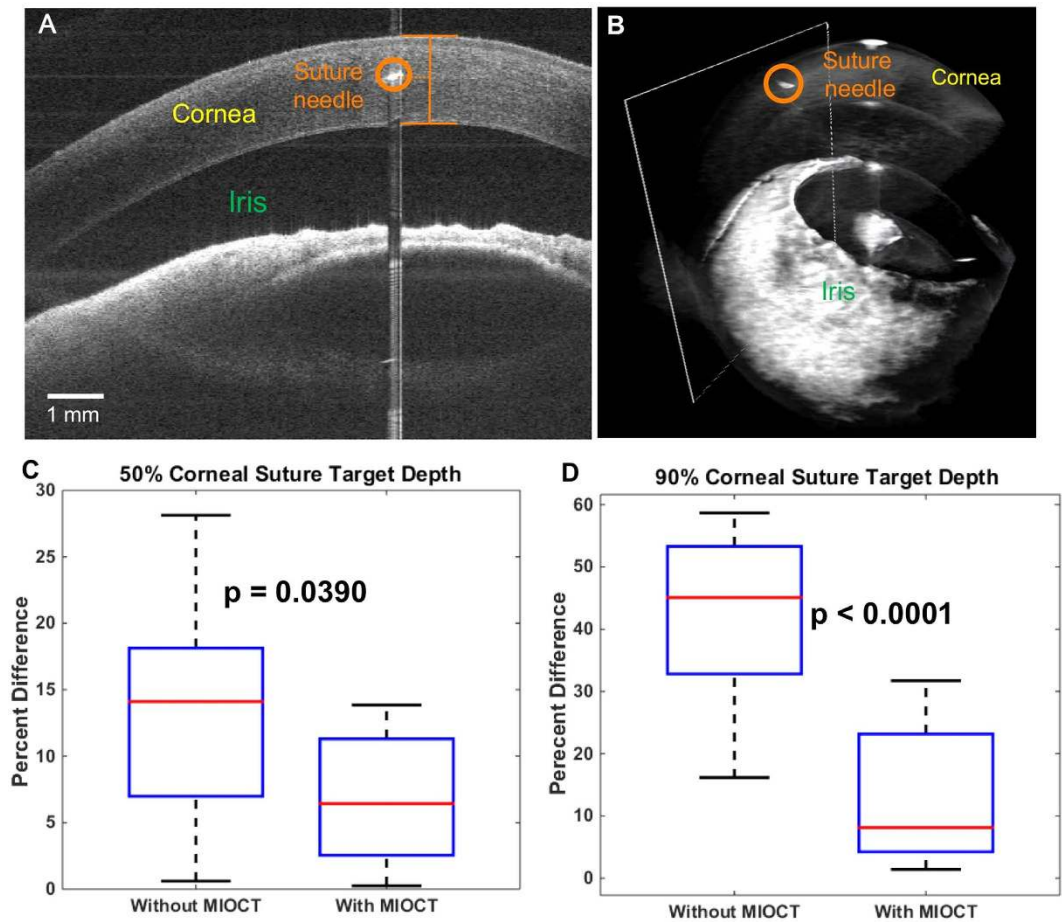 A
Suture
needle
Cornea
Iris
1 mm
B
Suture
needle
Cornea
Iris
C
50% Corneal Suture Target Depth
Percent Difference
30
25
20
15
10
5
0
p = 0.0390
Without MIOCT
With MIOCT
D
90% Corneal Suture Target Depth
Perecent Difference
60
50
40
30
20
10
0
p < 0.0001
Without MIOCT
With MIOCT